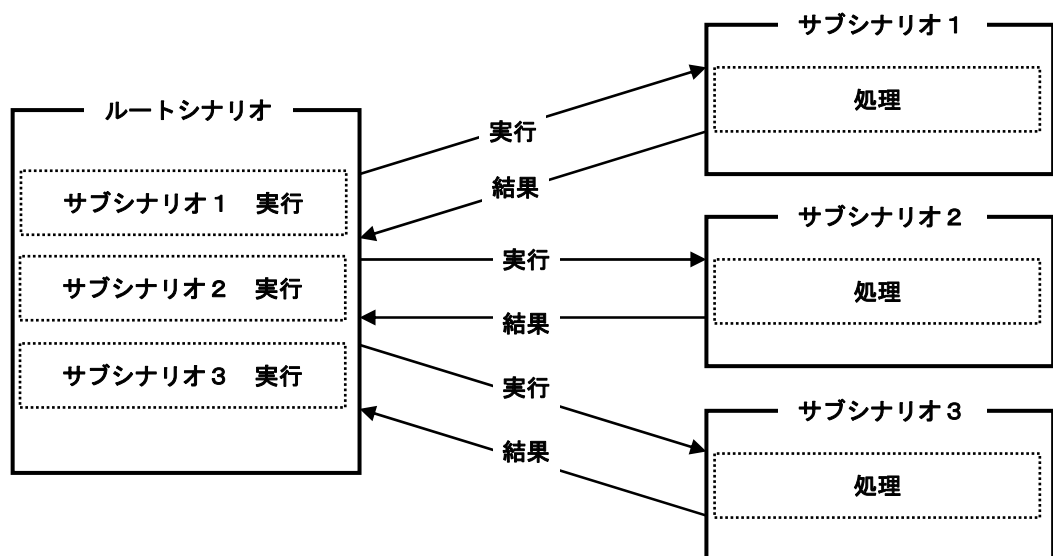 ルートシナリオ
サブシナリオ１　実行
サブシナリオ２　実行
サブシナリオ３　実行
実行
結果
実行
結果
実行
結果
サブシナリオ１
処理
サブシナリオ２
処理
サブシナリオ３
処理